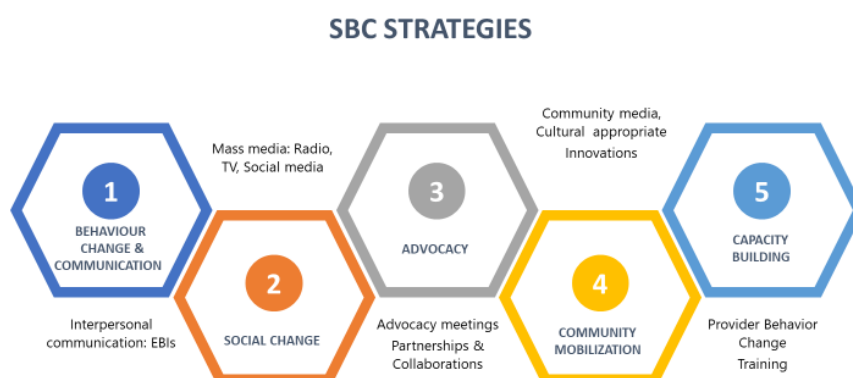 SBC STRATEGIES
1
BEHAVIOUR
CHANGE &
COMMUNICATION
Interpersonal
communication: EBIs
Mass media: Radio,
TV, Social media
2
SOCIAL CHANGE
3
ADVOCACY
Advocacy meetings
Partnerships &
Collaborations
Community media,
Cultural appropriate
Innovations
4
COMMUNITY
MOBILIZATION
5
CAPACITY
BUILDING
Provider Behavior
Change
Training